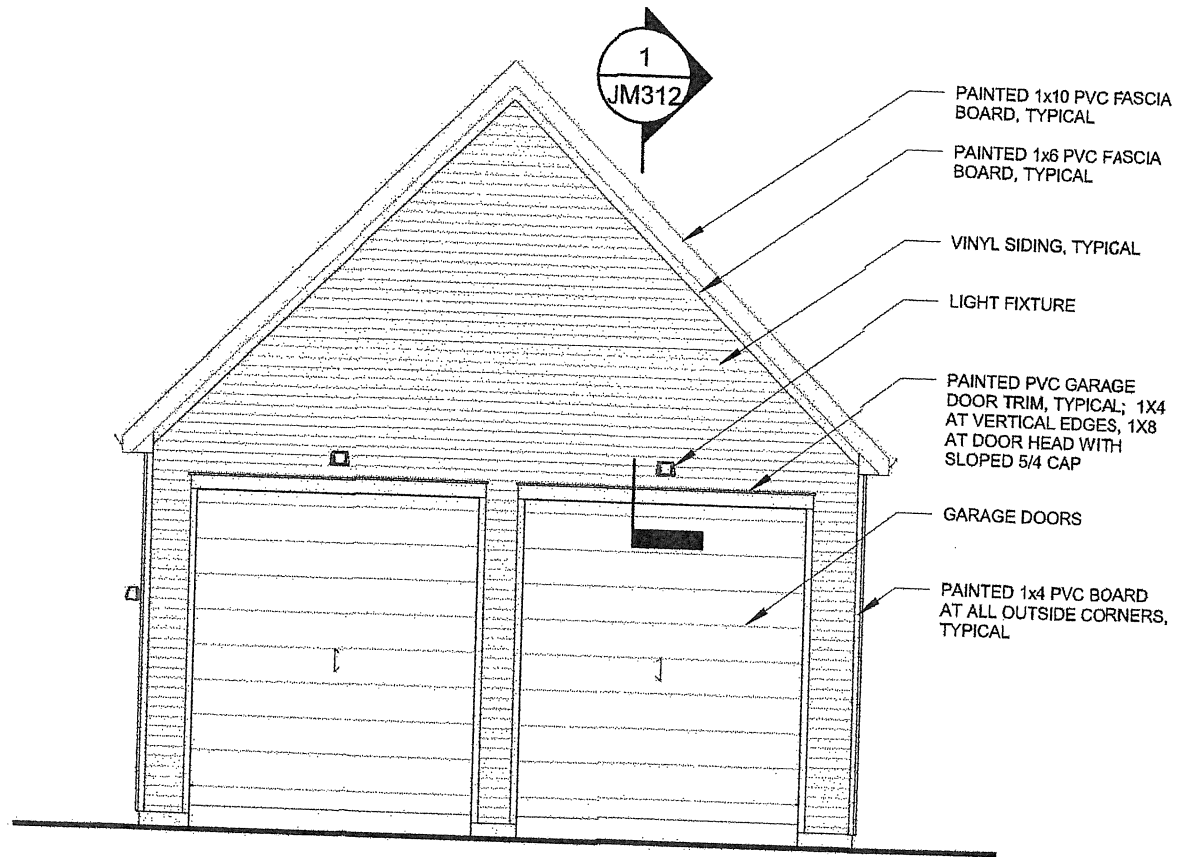 1
JM312
PAINTED 1x10 PVC FASCIA
BOARD, TYPICAL
PAINTED 1x6 PVC FASCIA
BOARD, TYPICAL
VINYL SIDING, TYPICAL
LIGHT FIXTURE
PAINTED PVC GARAGE
DOOR TRIM, TYPICAL; 1X4
AT VERTICAL EDGES, 1X8
AT DOOR HEAD WITH
SLOPED 5/4 CAP
GARAGE DOORS
PAINTED 1x4 PVC BOARD
AT ALL OUTSIDE CORNERS,
TYPICAL